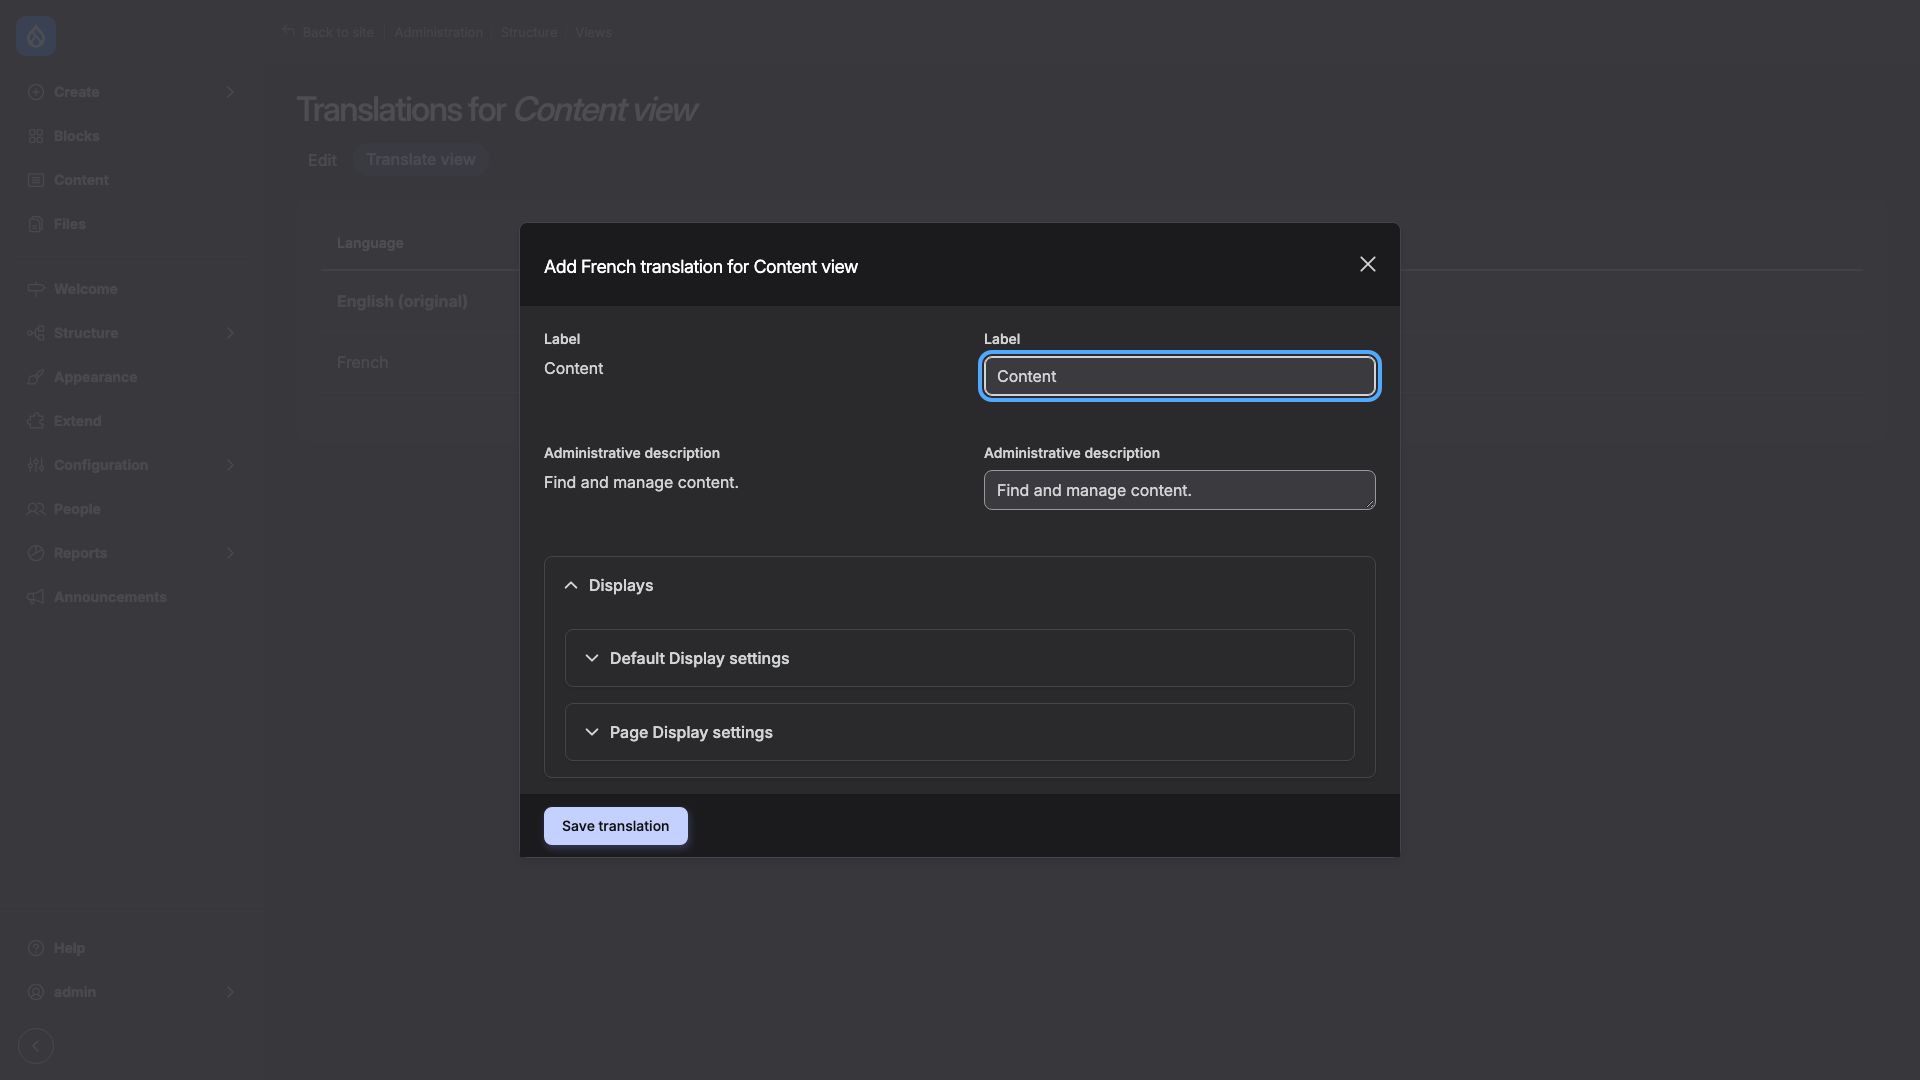 Back to site
Administration
Structure
Views
Create
Blocks
Content
Files
Welcome
Structure
Appearance
Extend
Configuration
People
Reports
Announcements
Help
admin
Translations for Content view
Edit
Translate view
Language
English (original)
French
Add French translation for Content view
Label
Content
Label
Content
Administrative description
Find and manage content.
Administrative description
Find and manage content.
Displays
Default Display settings
Page Display settings
Save translation